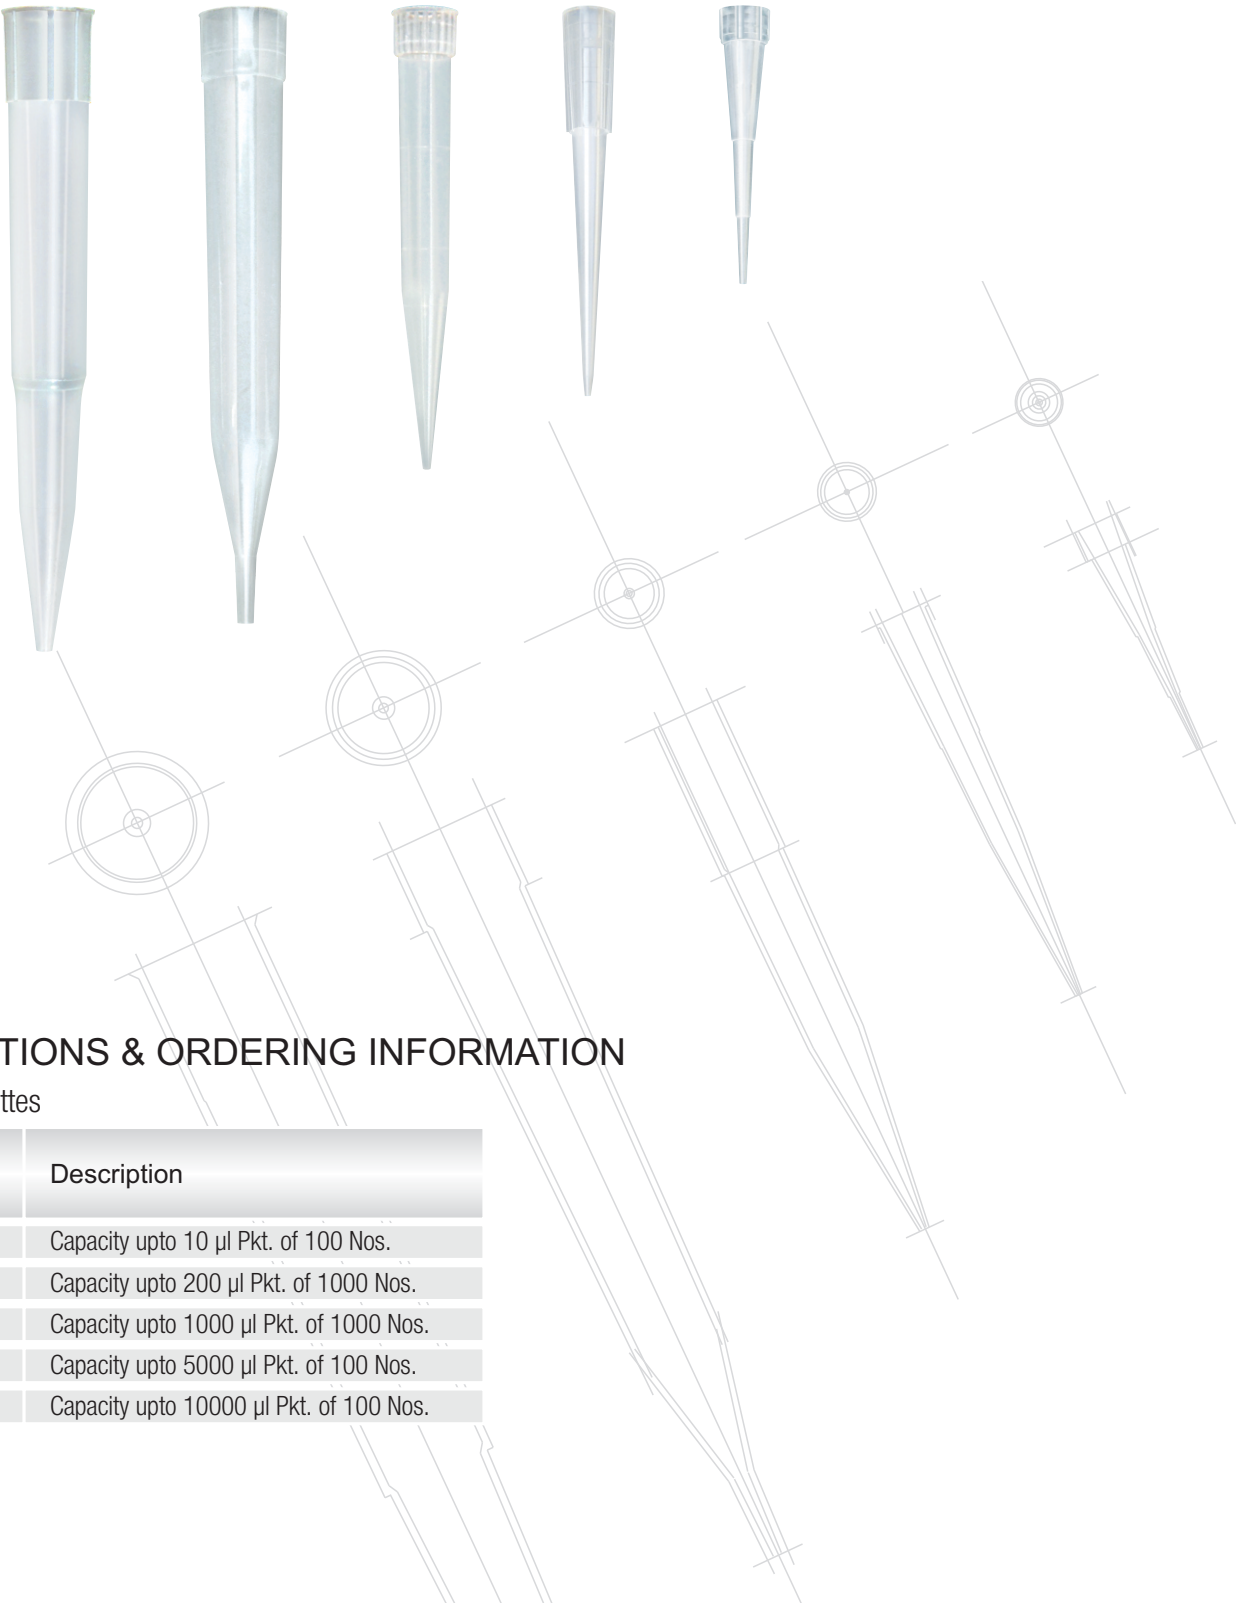 TIONS & ORDERING INFORMATION
ttes
Description
Capacity upto 10 µl Pkt. of 100 Nos.
Capacity upto 200 µl Pkt. of 1000 Nos.
Capacity upto 1000 µl Pkt. of 1000 Nos.
Capacity upto 5000 µl Pkt. of 100 Nos.
Capacity upto 10000 µl Pkt. of 100 Nos.